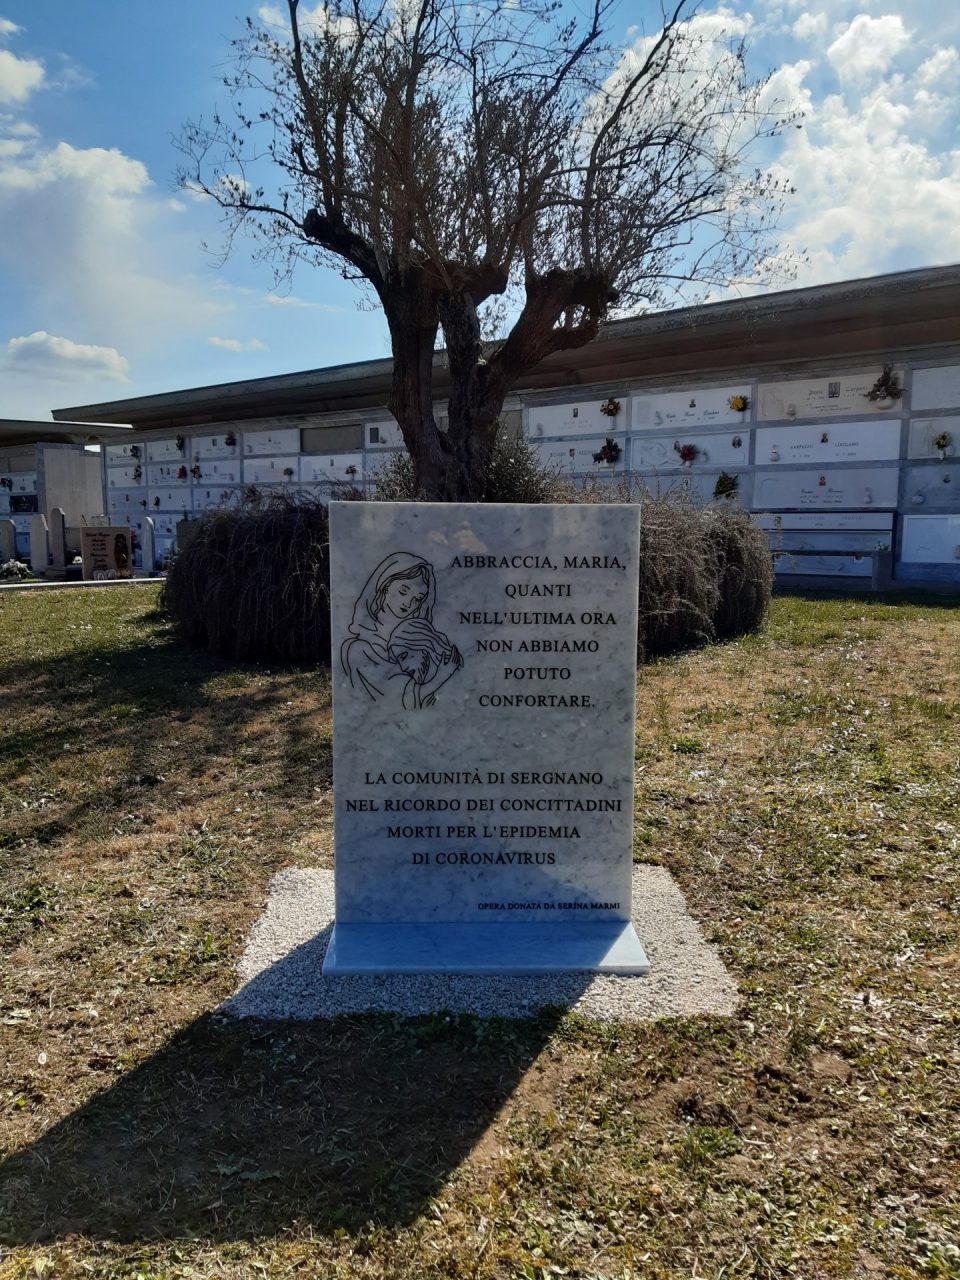 ABBRACCIA, MARIA,
QUANTI
NELL'ULTIMA ORA
NON ABBIAMO
POTUTO
CONFORTARE.
LA COMUNITÀ DI SERGNANO
NEL RICORDO DEI CONCITTADINI
MORTI PER L'EPIDEMIA
DI CORONAVIRUS
OPERA DONATA DA SERINA MARMI